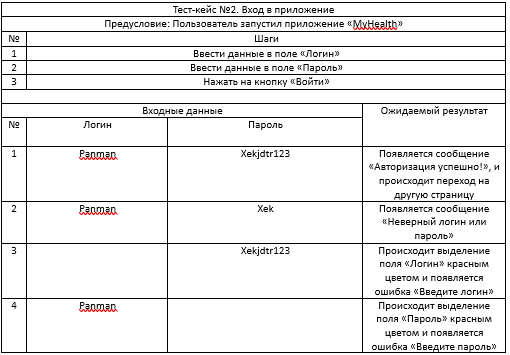 Тест-кейс №2. Вход в приложение
Предусловие: Пользователь запустил приложение «MyHealth»
№ Шаги
1 Ввести данные в поле «Логин»
2 Ввести данные в поле «Пароль»
3 Нажать на кнопку «Войти»
Входные данные Ожидаемый результат
№ Логин Пароль
1 Panman Xekjdtr123 Появляется сообщение
«Авторизация успешно!», и
происходит переход на
другую страницу
2 Panman Xek Появляется сообщение
«Неверный логин или
пароль»
3 Xekjdtr123 Происходит выделение
поля «Логин» красным
цветом и появляется
ошибка «Введите логин»
4 Panman Происходит выделение
поля «Пароль» красным
цветом и появляется
ошибка «Введите пароль»